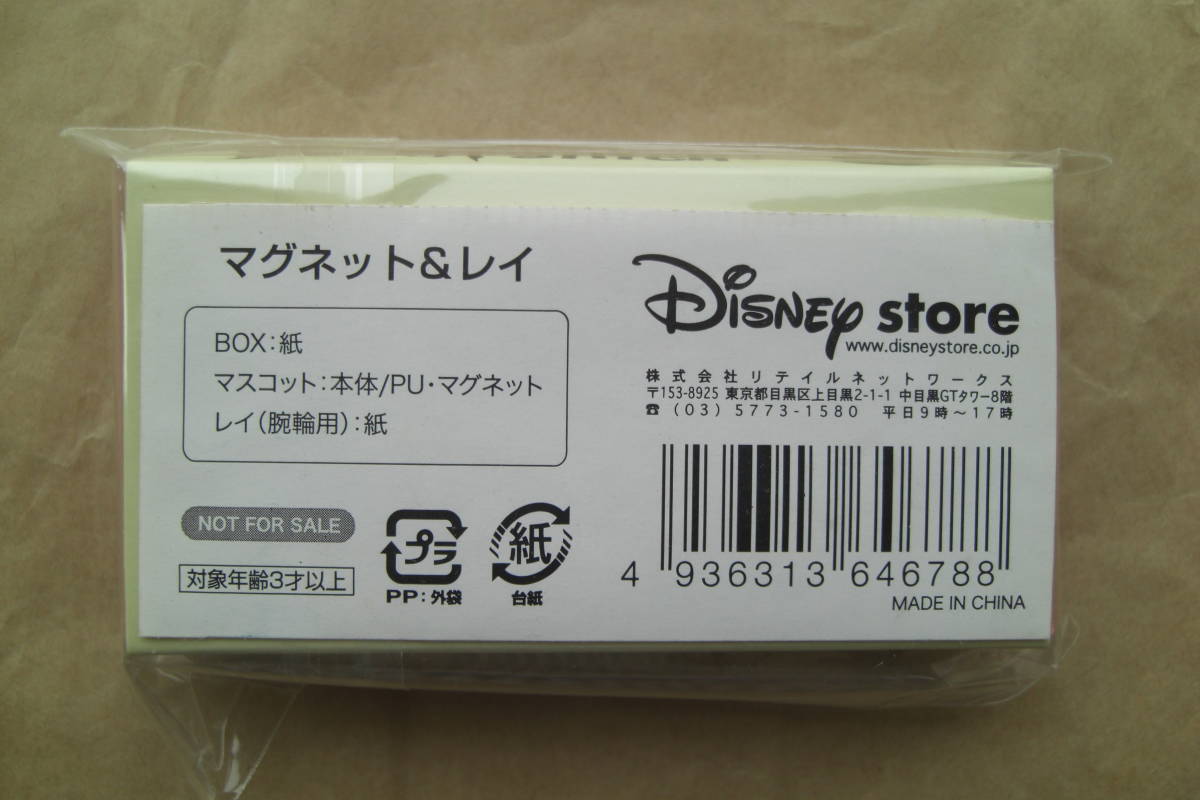 マグネット&レイ
BOX:紙
マスコット:本体/PU・マグネット
レイ(腕輪用):紙
NOT FOR SALE
対象年齢3才以上
プラ
PP:外袋
紙
台紙
DISNEY store
www.disneystore.co.jp
株式会社リテイルネットワークス
〒153-8925 東京都目黒区上目黒2-1-1 中目黒GTタワー8階
☎(03)5773-1580 平日9時~17時
4 936313 646788
MADE IN CHINA